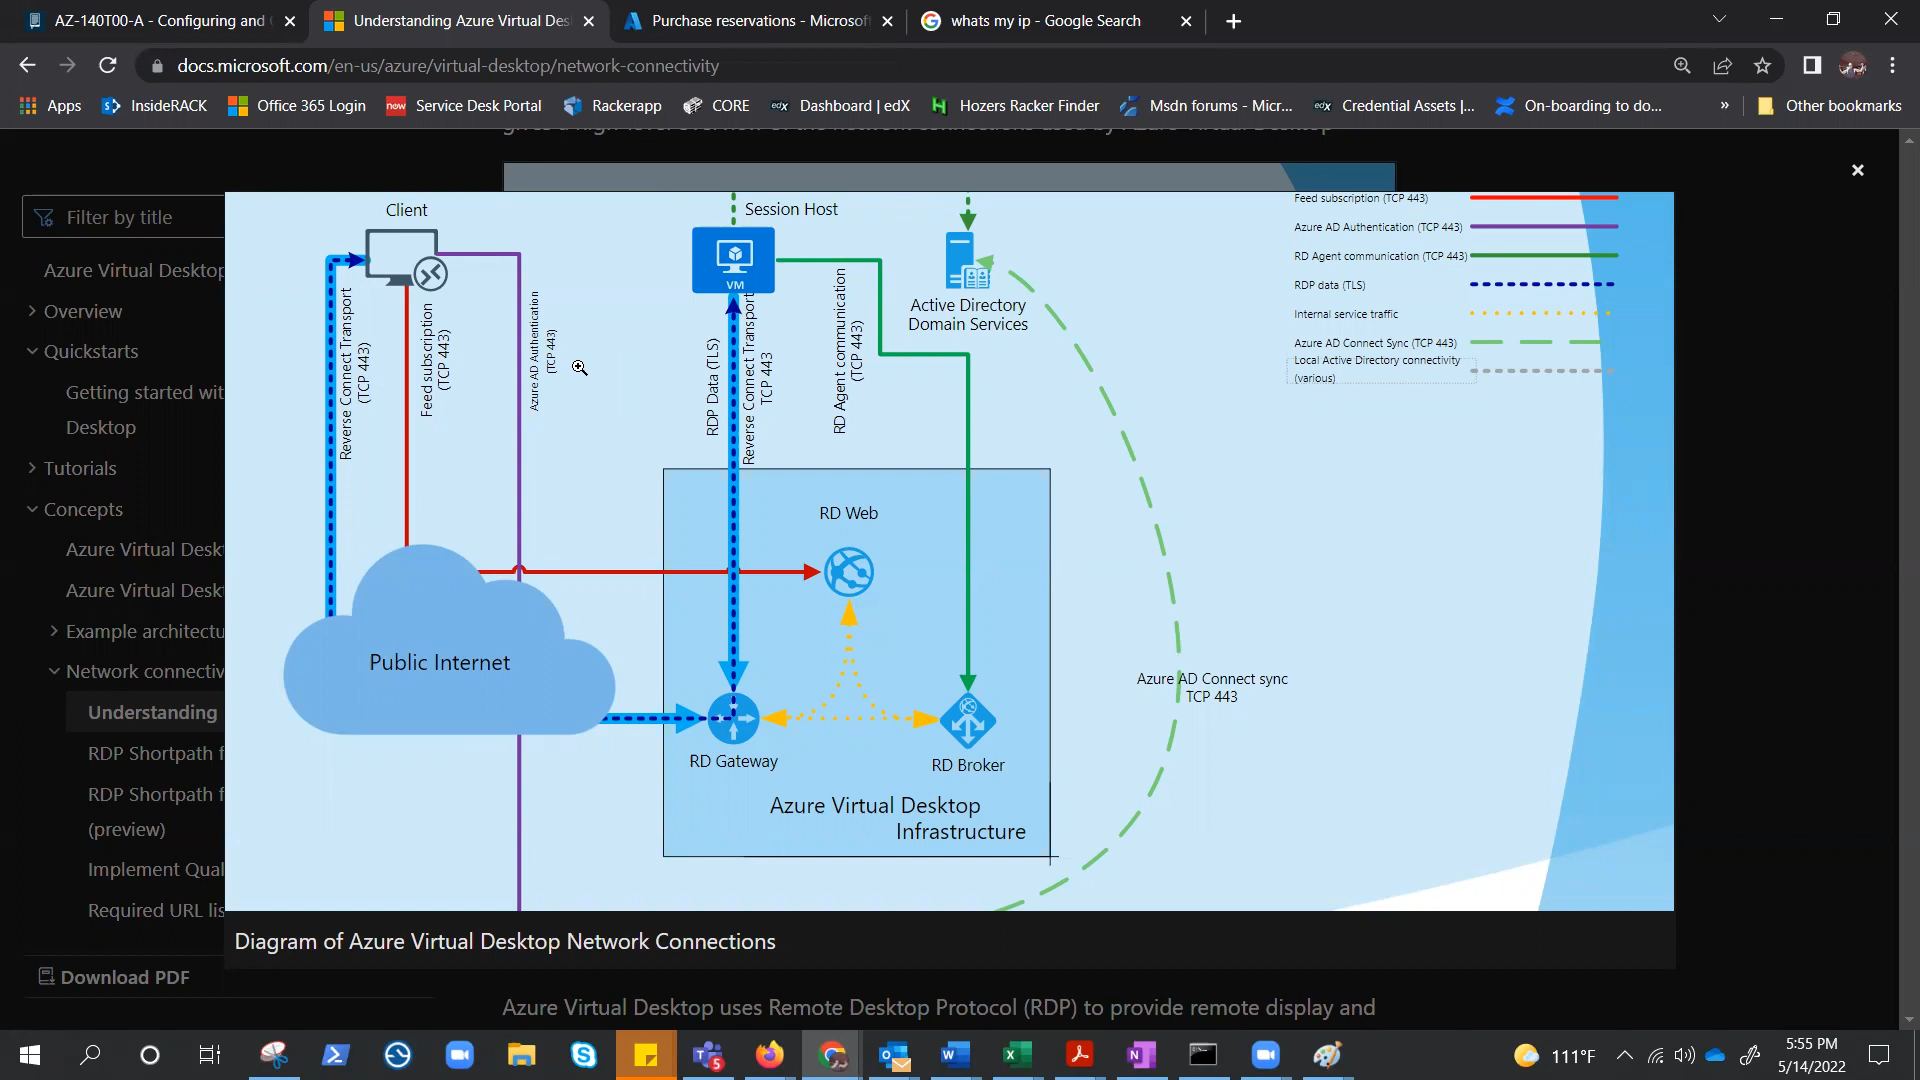 AZ-140T00-A - Configuring and
Understanding Azure Virtual Des
Purchase reservations - Microsof
whats my ip - Google Search
docs.microsoft.com/en-us/azure/virtual-desktop/network-connectivity
Apps
InsideRACK
Office 365 Login
now
Service Desk Portal
Rackerapp
CORE
edX
Dashboard | edX
Hozers Racker Finder
Msdn forums - Micr...
edX
Credential Assets |...
On-boarding to do...
»
Other bookmarks
Filter by title
Azure Virtual Desktop
Overview
Quickstarts
Getting started wit
Desktop
Tutorials
Concepts
Azure Virtual Deskt
Azure Virtual Deskt
Example architectu
Network connectiv
Understanding
RDP Shortpath f
RDP Shortpath f
(preview)
Implement Qual
Required URL lis
Download PDF
Client
Session Host
VM
Active Directory
Domain Services
Reverse Connect Transport
(TCP 443)
Feed subscription
(TCP 443)
Azure AD Authentication
(TCP 443)
RDP Data (TLS)
Reverse Connect Transport
TCP 443
RD Agent communication
(TCP 443)
Feed subscription (TCP 443)
Azure AD Authentication (TCP 443)
RD Agent communication (TCP 443)
RDP data (TLS)
Internal service traffic
Azure AD Connect Sync (TCP 443)
Local Active Directory connectivity
(various)
RD Web
Public Internet
Azure AD Connect sync
TCP 443
RD Gateway
RD Broker
Azure Virtual Desktop
Infrastructure
Diagram of Azure Virtual Desktop Network Connections
Azure Virtual Desktop uses Remote Desktop Protocol (RDP) to provide remote display and
5
111°F
5:55 PM
5/14/2022